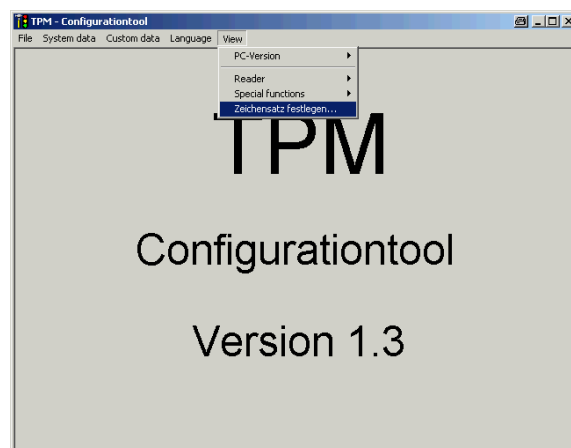 TPM - Configurationtool
File System data Custom data Language View
PC-Version
Reader
Special functions
Zeichensatz festlegen...
TPM
Configurationtool
Version 1.3